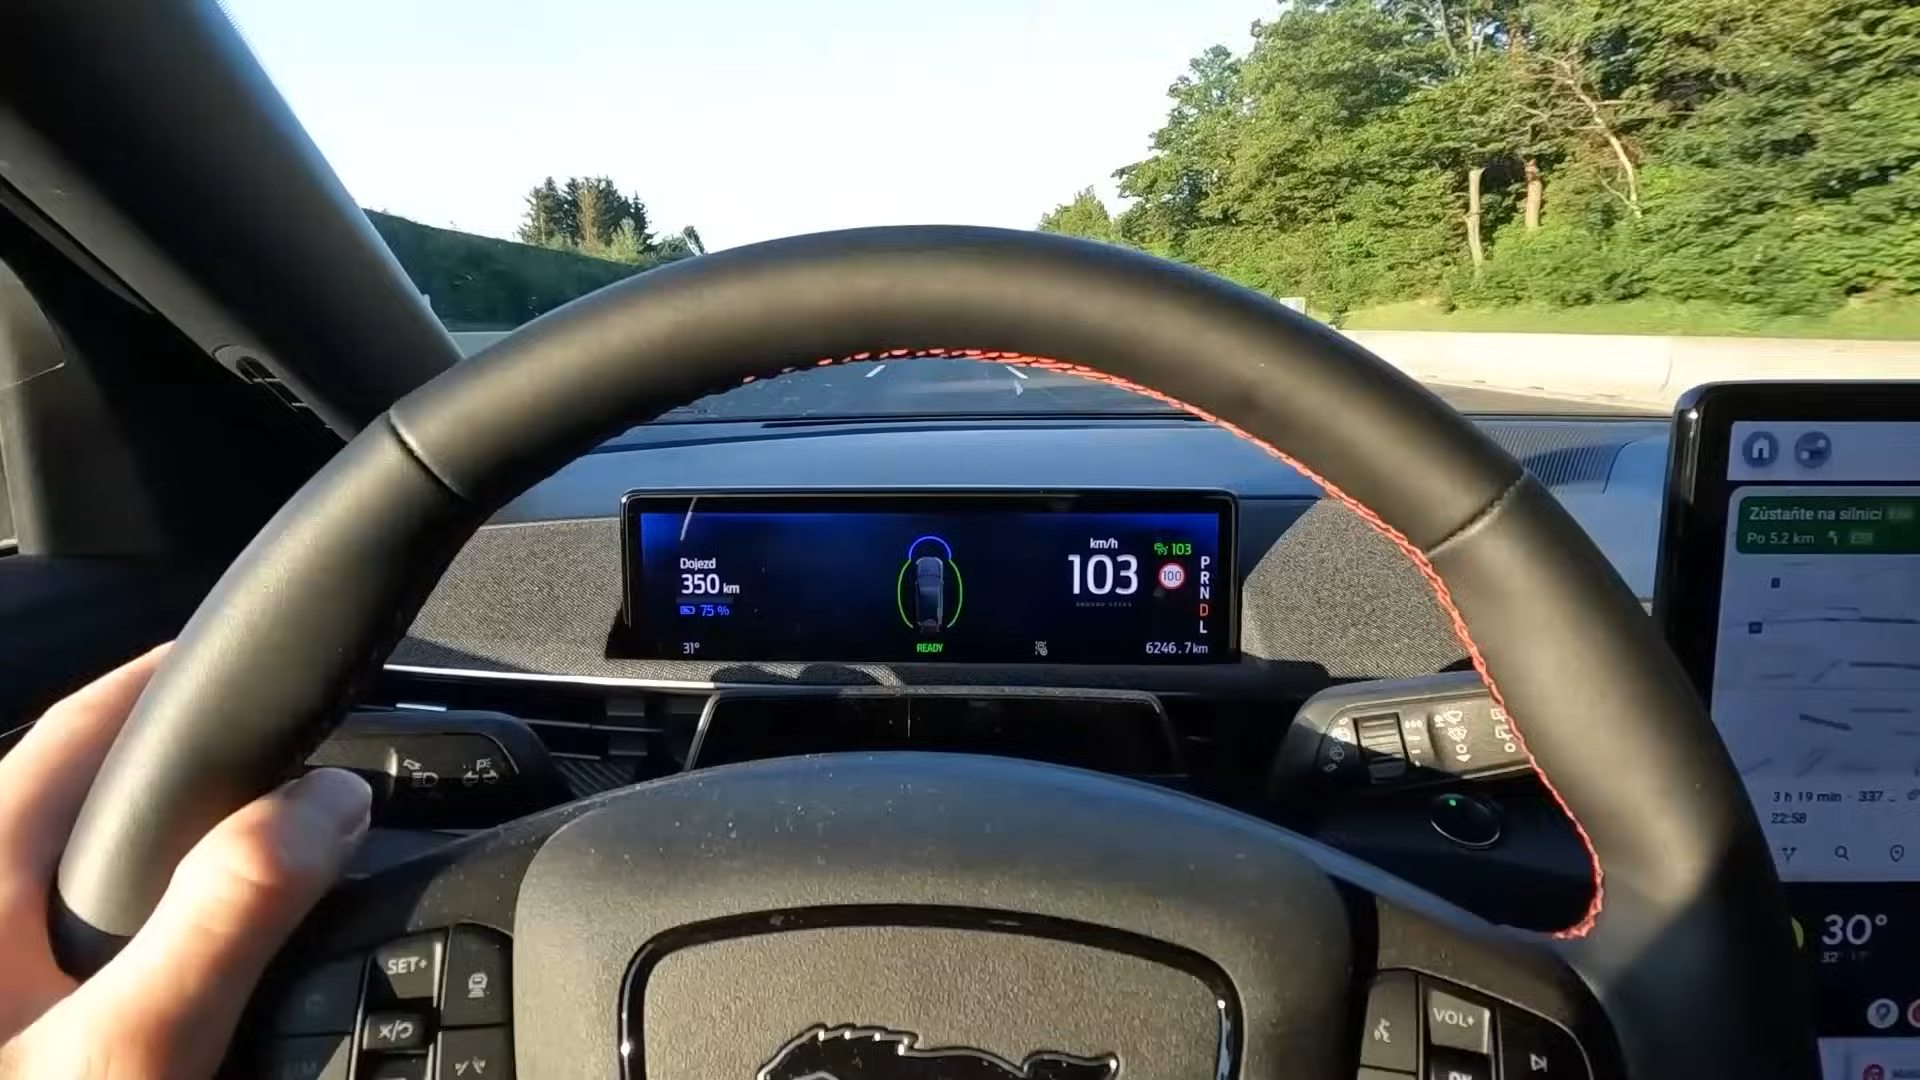 Dojezd
350 km
75 %
31°
READY
km/h
103
103
100
P
R
N
D
L
6246.7 km
Zůstaňte na silnici
Po 5.2 km
3 h 19 min · 337
22:58
30°
SET+
VOL+